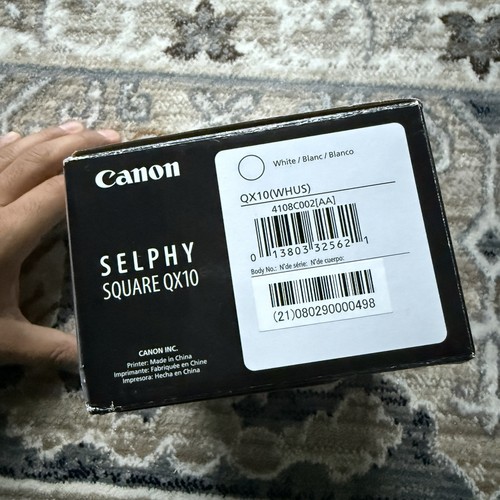 Canon
SELPHY
SQUARE QX10
CANON INC.
Printer: Made in China
Imprimante: Fabriquée en Chine
Impresora: Hecha en China
White / Blanc / Blanco
QX10(WHUS)
4108C002[AA]
0 13803 32562 1
Body No.: N°de série: N°de cuerpo:
(21)080290000498